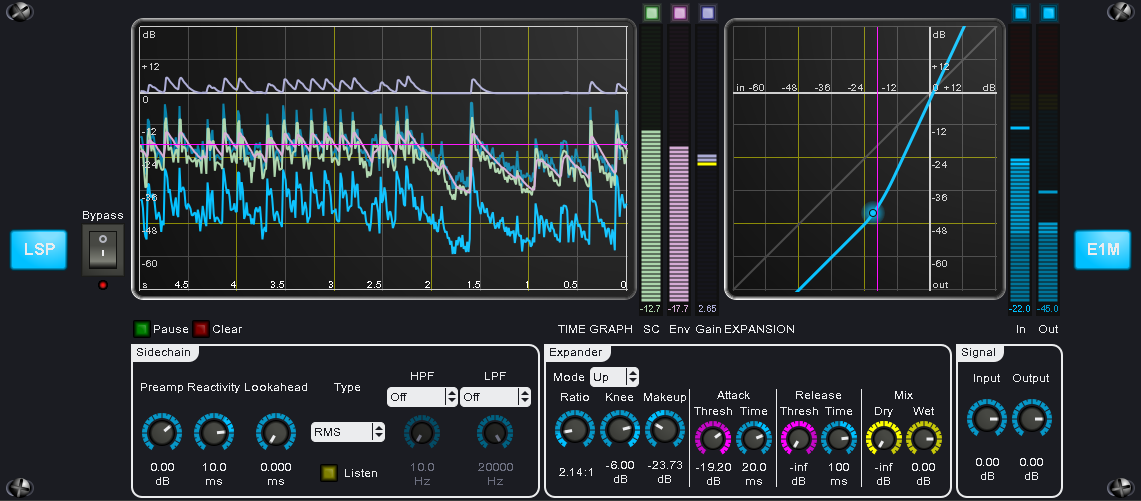 dB
+12
0
-12
-24
-36
-48
-60
s 4.5 4 3.5 3 2.5 2 1.5 1 0.5 0
dB
+12
in -60 -48 -36 -24 -12 0 +12 dB
-12
-24
-36
-48
-60
out
Bypass
LSP
E1M
-12.7 -17.7 2.65
-22.0 -45.0
Pause Clear
TIME GRAPH SC Env Gain EXPANSION In Out
Sidechain
Preamp Reactivity Lookahead Type HPF LPF
Off Off
RMS
Listen
0.00 dB
10.0 ms
0.000 ms
10.0 Hz
20000 Hz
Expander
Mode Up
Ratio Knee Makeup
Attack
Thresh Time
Release
Thresh Time
Mix
Dry Wet
2.14:1
-6.00 dB
-23.73 dB
-19.20 dB
20.0 ms
-inf dB
100 ms
-inf dB
0.00 dB
Signal
Input Output
0.00 dB
0.00 dB